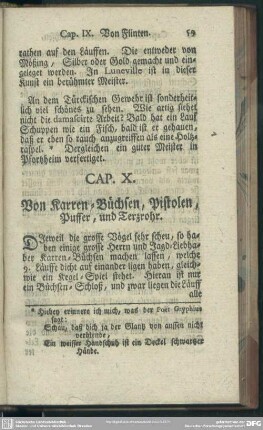 Cap. IX. Von Flinten. 59
rathen auf den Läuffen. Die entweder von
Mößing, Silber oder Gold gemacht und ein-
geleget werden. In Luneville ist in dieser
Kunst ein berühmter Meister.
An dem Türckischen Gewehr ist sonderheit-
lich viel schönes zu sehen. Wie artig siehet
nicht die damascirte Arbeit? Bald hat ein Lauf
Schuppen wie ein Fisch, bald ist er gehauen,
daß er eben so rauch anzugreiffen als eine Holtz-
raspel. * Dergleichen ein guter Meister in
Pfortzheim verfertiget.
CAP. X.
Von Karren-Büchsen, Pistolen,
Puffer, und Terzrohr.
Dieweil die grosse Vögel sehr scheu, so ha-
ben einige grosse Herrn und Jagd-Liebha-
ber Karren-Büchsen machen lassen, welche
9. Läuffe dicht auf einander ligen haben, gleich-
wie ein Kegel-Spiel stehet. Hieran ist nur
ein Büchsen-Schloß, und zwar liegen die Läuff
alle
* Hiebey erinnere ich mich, was der Poet Gryphius
sagt:
Schau, daß dich ja der Glantz von aussen nicht
verblende,
Ein weisser Handschuh ist ein Deckel schwartzer
Hände.